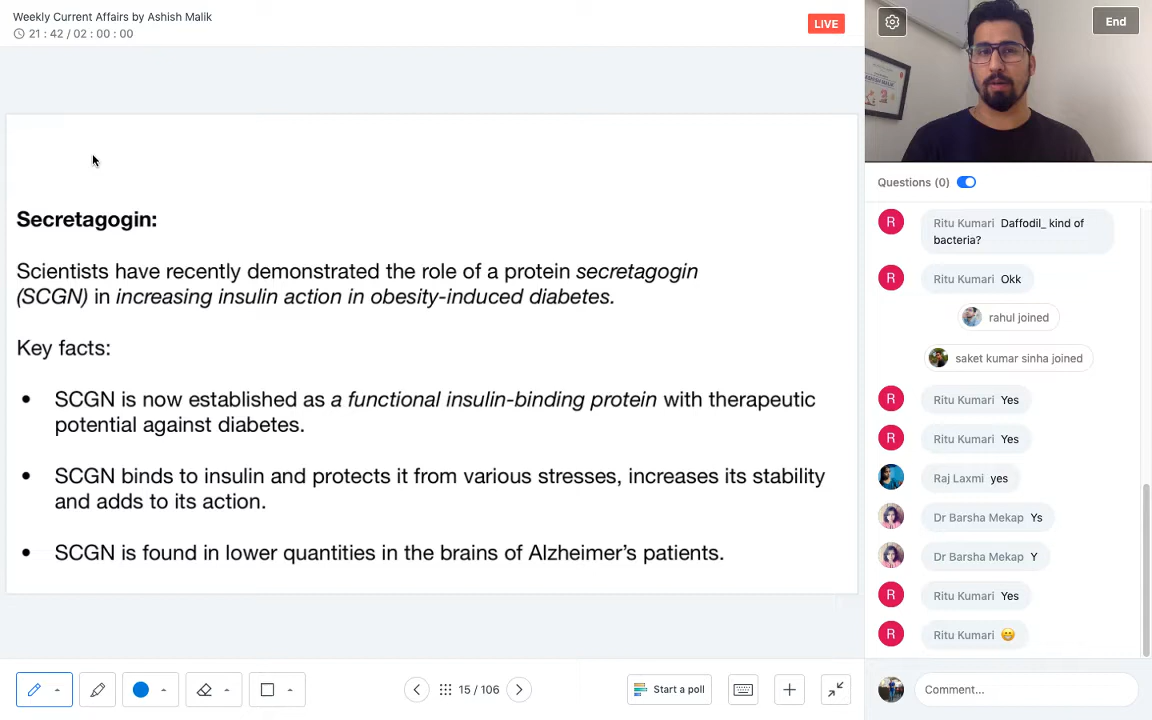 Weekly Current Affairs by Ashish Malik
21 : 42 / 02 : 00 : 00
LIVE
End
Secretagogin:
Scientists have recently demonstrated the role of a protein secretagogin
(SCGN) in increasing insulin action in obesity-induced diabetes.
Key facts:
• SCGN is now established as a functional insulin-binding protein with therapeutic
potential against diabetes.
• SCGN binds to insulin and protects it from various stresses, increases its stability
and adds to its action.
• SCGN is found in lower quantities in the brains of Alzheimer’s patients.
Questions (0)
R Ritu Kumari Daffodil_ kind of
bacteria?
R Ritu Kumari Okk
rahul joined
saket kumar sinha joined
R Ritu Kumari Yes
R Ritu Kumari Yes
Raj Laxmi yes
Dr Barsha Mekap Ys
Dr Barsha Mekap Y
R Ritu Kumari Yes
R Ritu Kumari 😁
15 / 106
Start a poll
Comment...